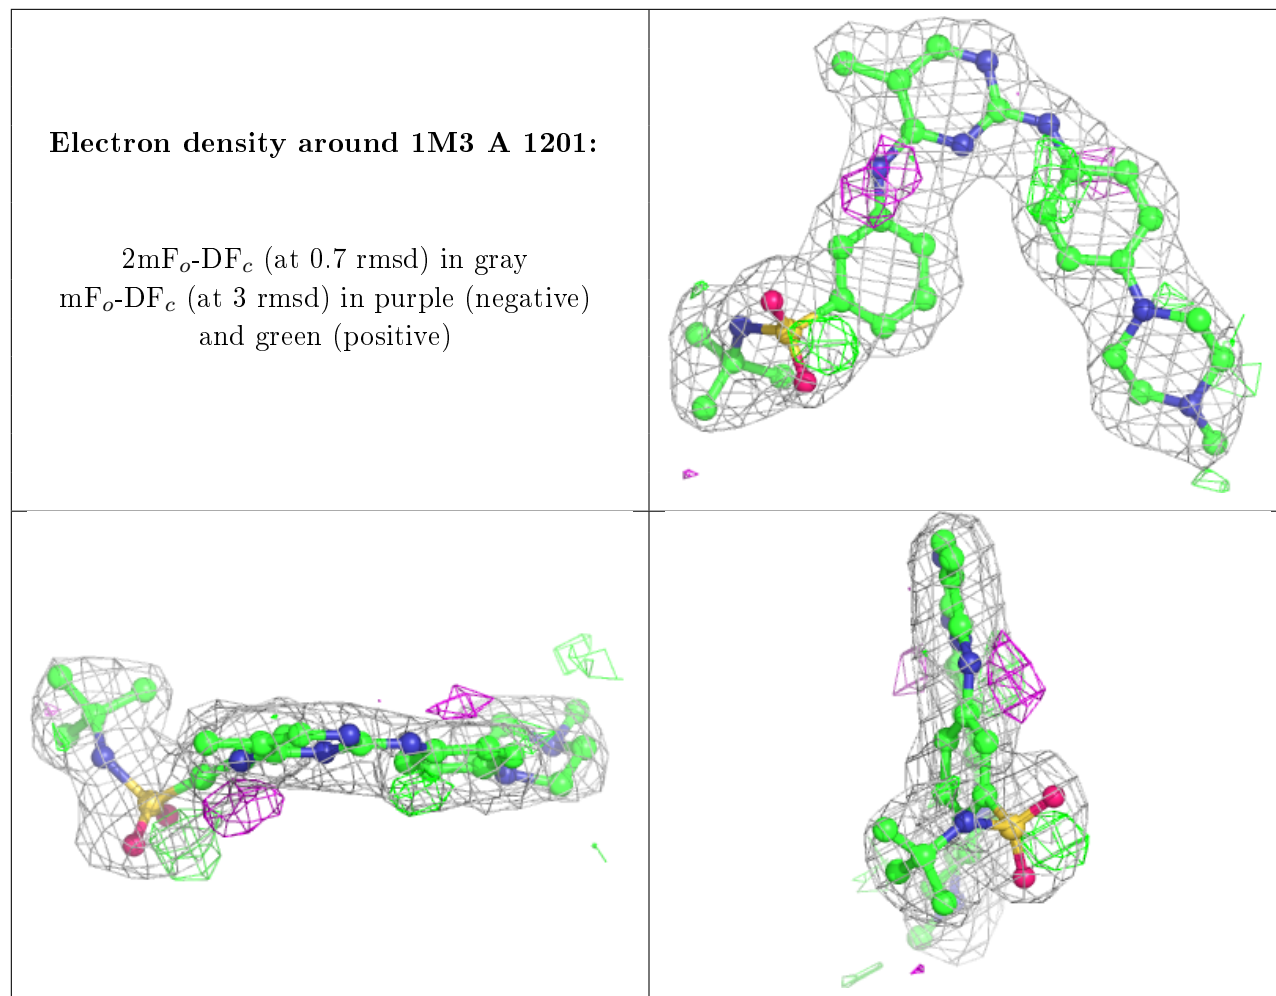 Electron density around 1M3 A 1201:
2mFₒ-DF𝒸 (at 0.7 rmsd) in gray
mFₒ-DF𝒸 (at 3 rmsd) in purple (negative)
and green (positive)